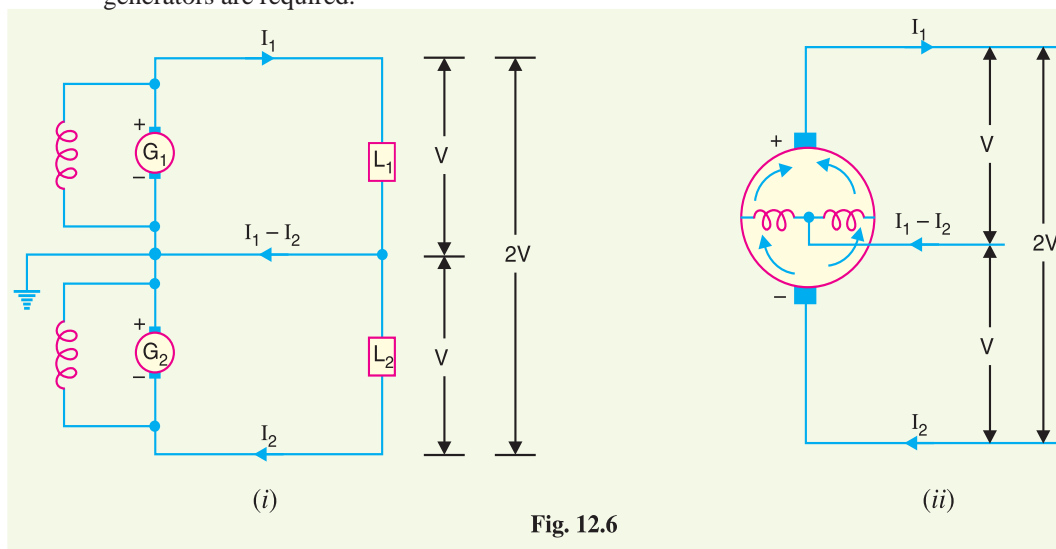 generators are required.
I₁
+
G₁
–
L₁
V
I₁ – I₂
2V
+
G₂
–
L₂
V
I₂
(i)
I₁
+
V
I₁ – I₂
2V
–
V
I₂
(ii)
Fig. 12.6